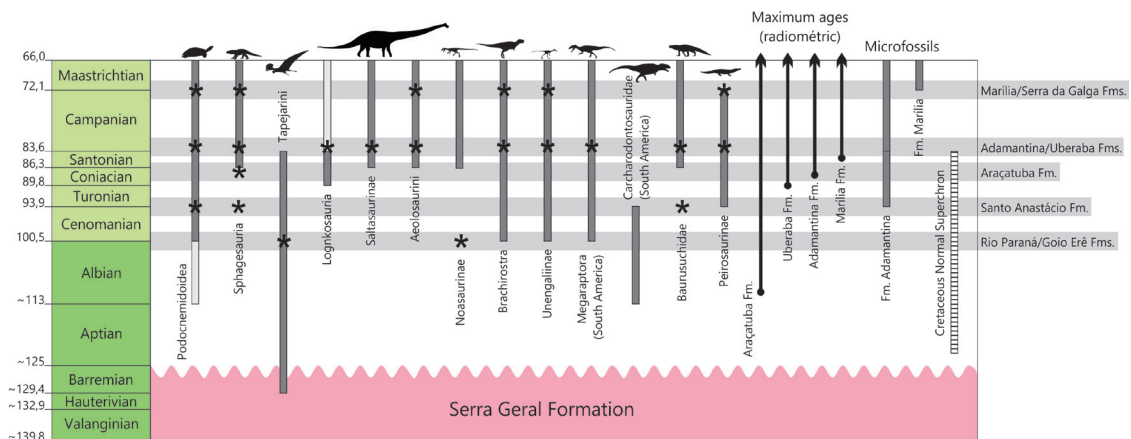 Maximum ages
(radiométric)
Microfossils
66,0
Maastrichtian
72,1
Campanian
83,6
Santonian
86,3
Coniacian
89,8
Turonian
93,9
Cenomanian
100,5
Albian
~113
Aptian
~125
Barremian
~129,4
Hauterivian
~132,9
Valanginian
~139,8
Podocnemidoidea
Sphagesauria
Tapejarini
Lognkosauria
Saltasaurinae
Aeolosaurini
Noasaurinae
Brachirostra
Unengaliinae
Megaraptora
(South America)
Carcharodontosauridae
(South America)
Baurusuchidae
Peirosaurinae
Araçatuba Fm.
Uberaba Fm.
Adamantina Fm.
Marília Fm.
Fm. Adamantina
Fm. Marília
Cretaceous Normal Superchron
Marília/Serra da Galga Fms.
Adamantina/Uberaba Fms.
Araçatuba Fm.
Santo Anastácio Fm.
Rio Paraná/Goio Erê Fms.
Serra Geral Formation